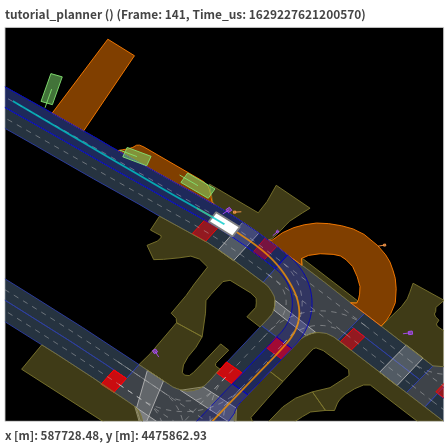 tutorial_planner () (Frame: 141, Time_us: 1629227621200570)
x [m]: 587728.48, y [m]: 4475862.93